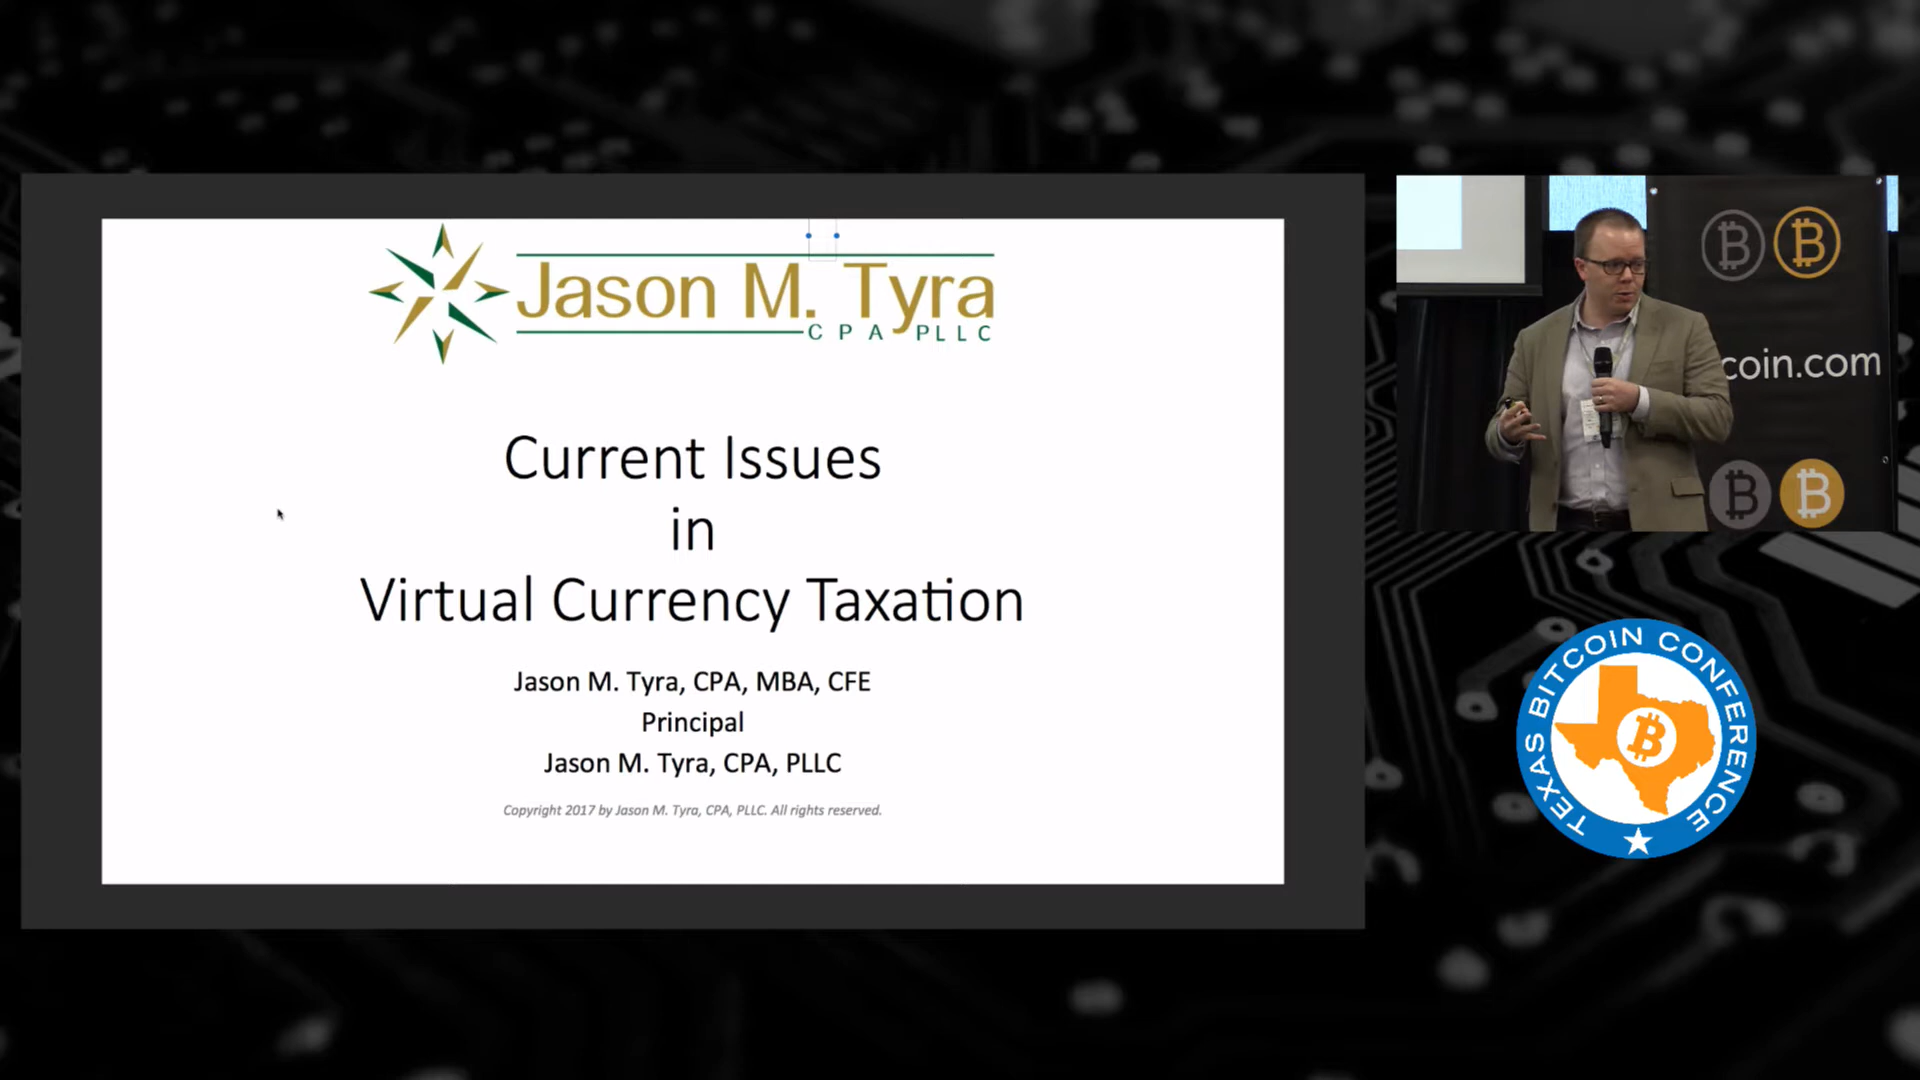 Jason M. Tyra
CPA PLLC
Current Issues
in
Virtual Currency Taxation
Jason M. Tyra, CPA, MBA, CFE
Principal
Jason M. Tyra, CPA, PLLC
Copyright 2017 by Jason M. Tyra, CPA, PLLC. All rights reserved.
coin.com
TEXAS BITCOIN CONFERENCE